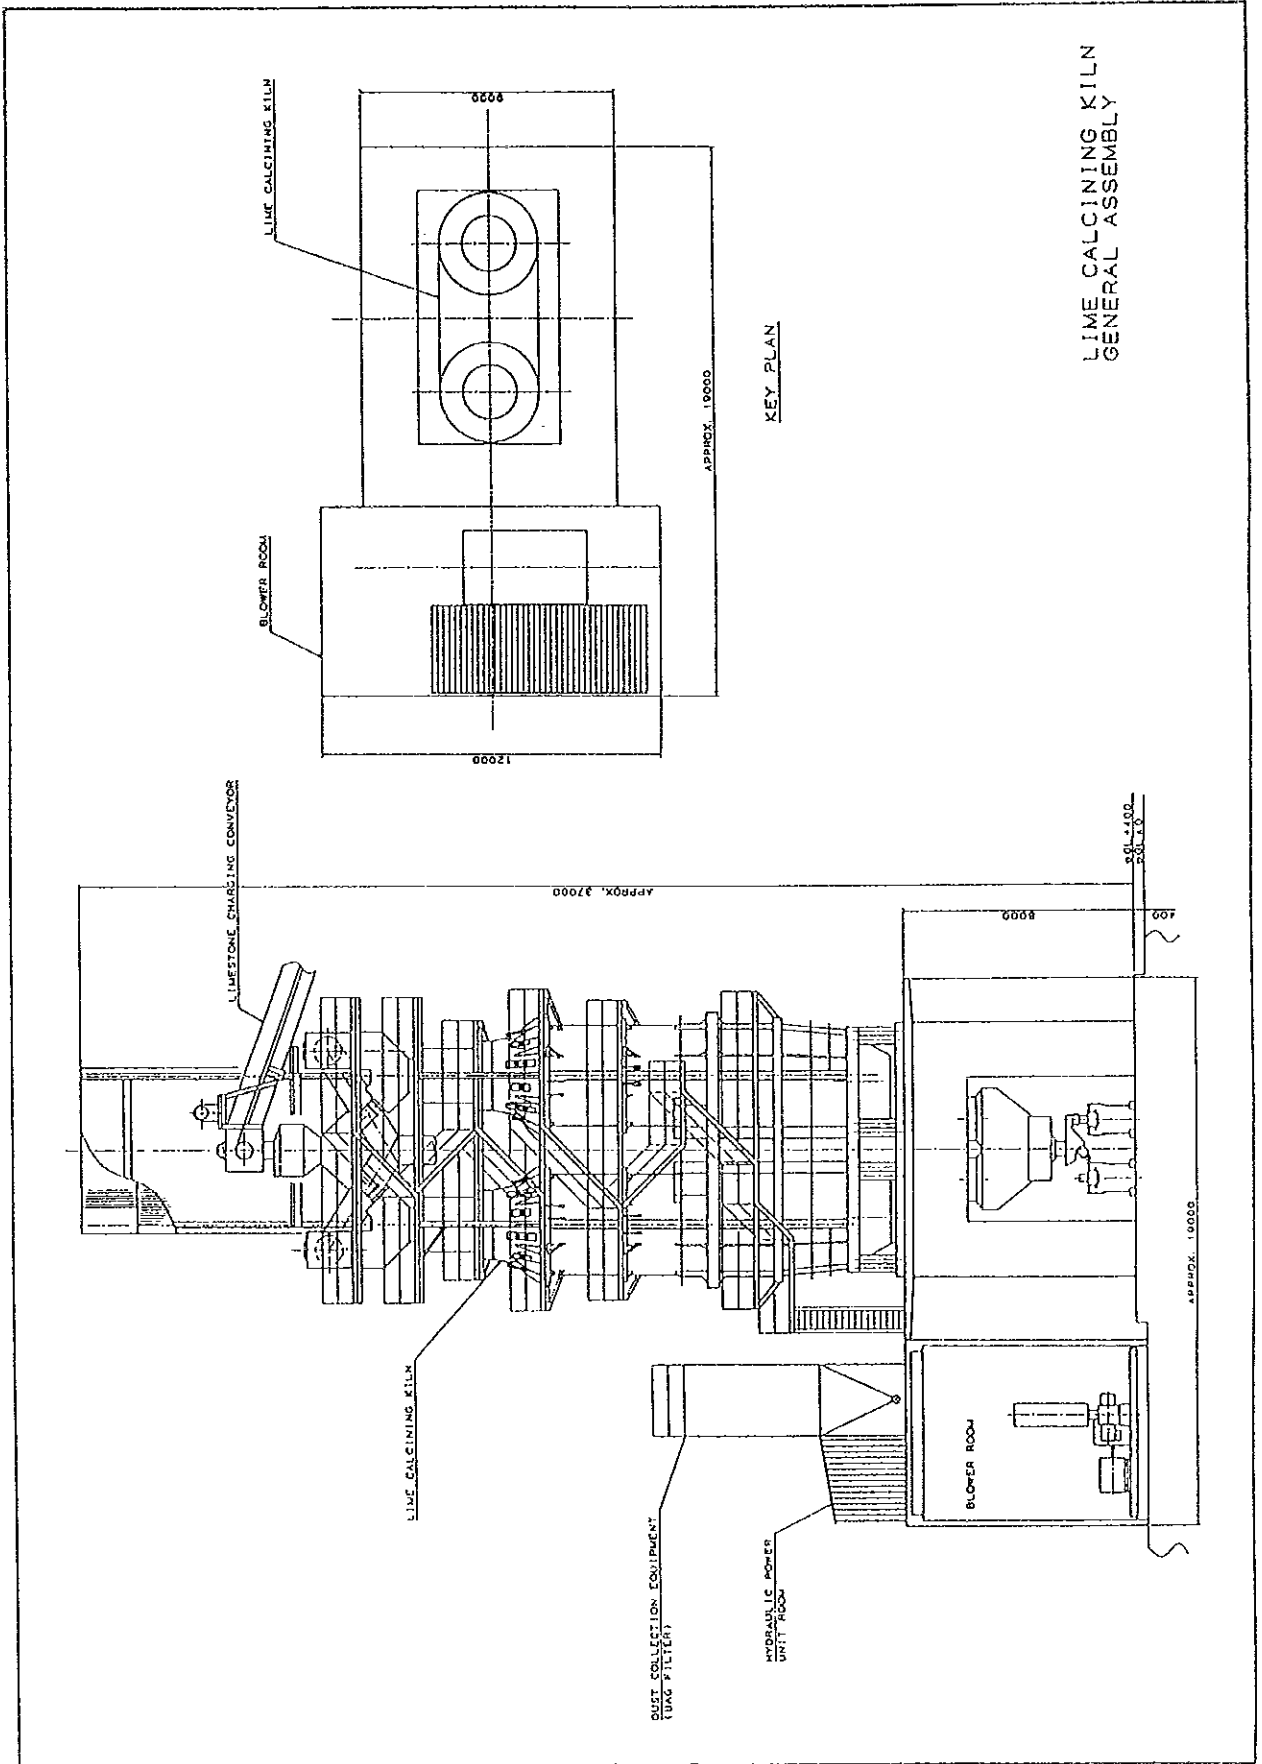 LIMESTONE CHARGING CONVEYOR
LIME CALCINING KILN
DUST COLLECTION EQUIPMENT
(BAG FILTER)
HYDRAULIC POWER
UNIT ROOM
BLOWER ROOM
APPROX. 37000
8000
400
APPROX. 19000
LIME CALCINING KILN
BLOWER ROOM
9000
12000
APPROX. 19000
KEY PLAN
LIME CALCINING KILN
GENERAL ASSEMBLY